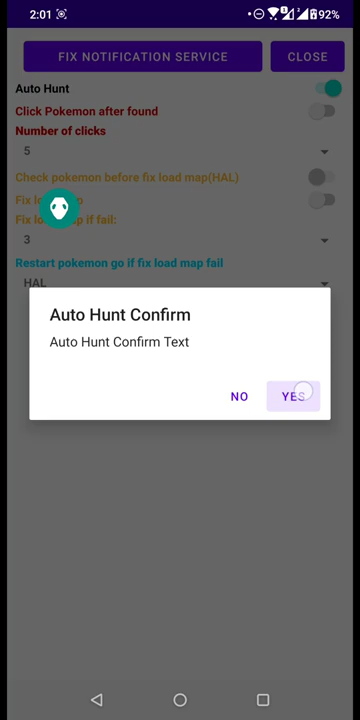 2:01
92%
FIX NOTIFICATION SERVICE
CLOSE
Auto Hunt
Click Pokemon after found
Number of clicks
5
Check pokemon before fix load map(HAL)
Fix
Fix p if fail:
3
Restart pokemon go if fix load map fail
HAL
Auto Hunt Confirm
Auto Hunt Confirm Text
NO
YES